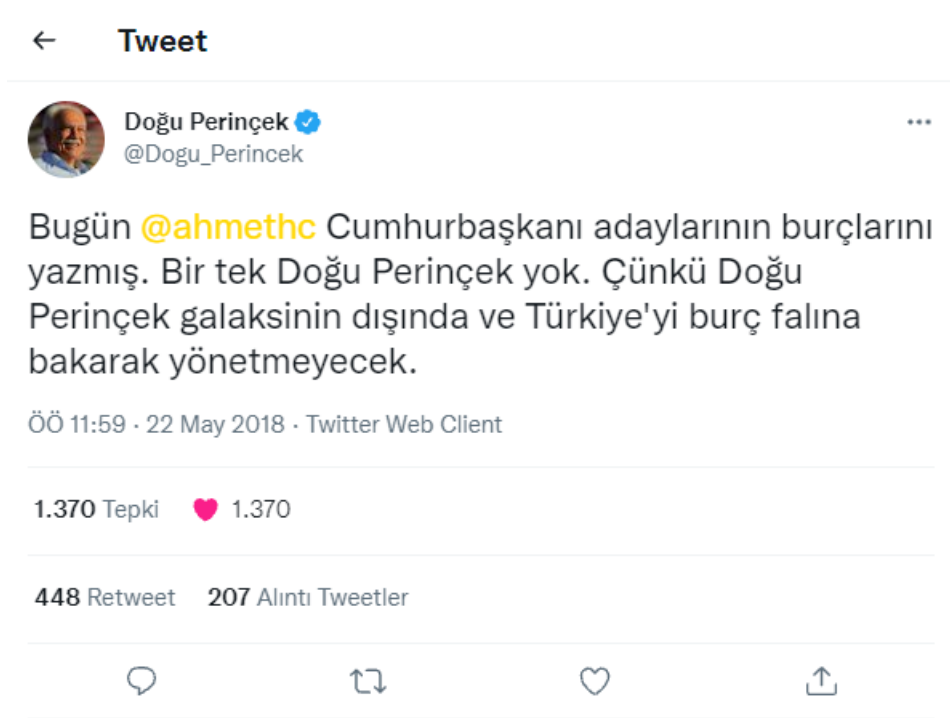 Tweet
Doğu Perinçek
@Dogu_Perincek
Bugün @ahmethc Cumhurbaşkanı adaylarının burçlarını
yazmış. Bir tek Doğu Perinçek yok. Çünkü Doğu
Perinçek galaksinin dışında ve Türkiye'yi burç falına
bakarak yönetmeyecek.
ÖÖ 11:59 · 22 May 2018 · Twitter Web Client
1.370 Tepki 1.370
448 Retweet 207 Alıntı Tweetler